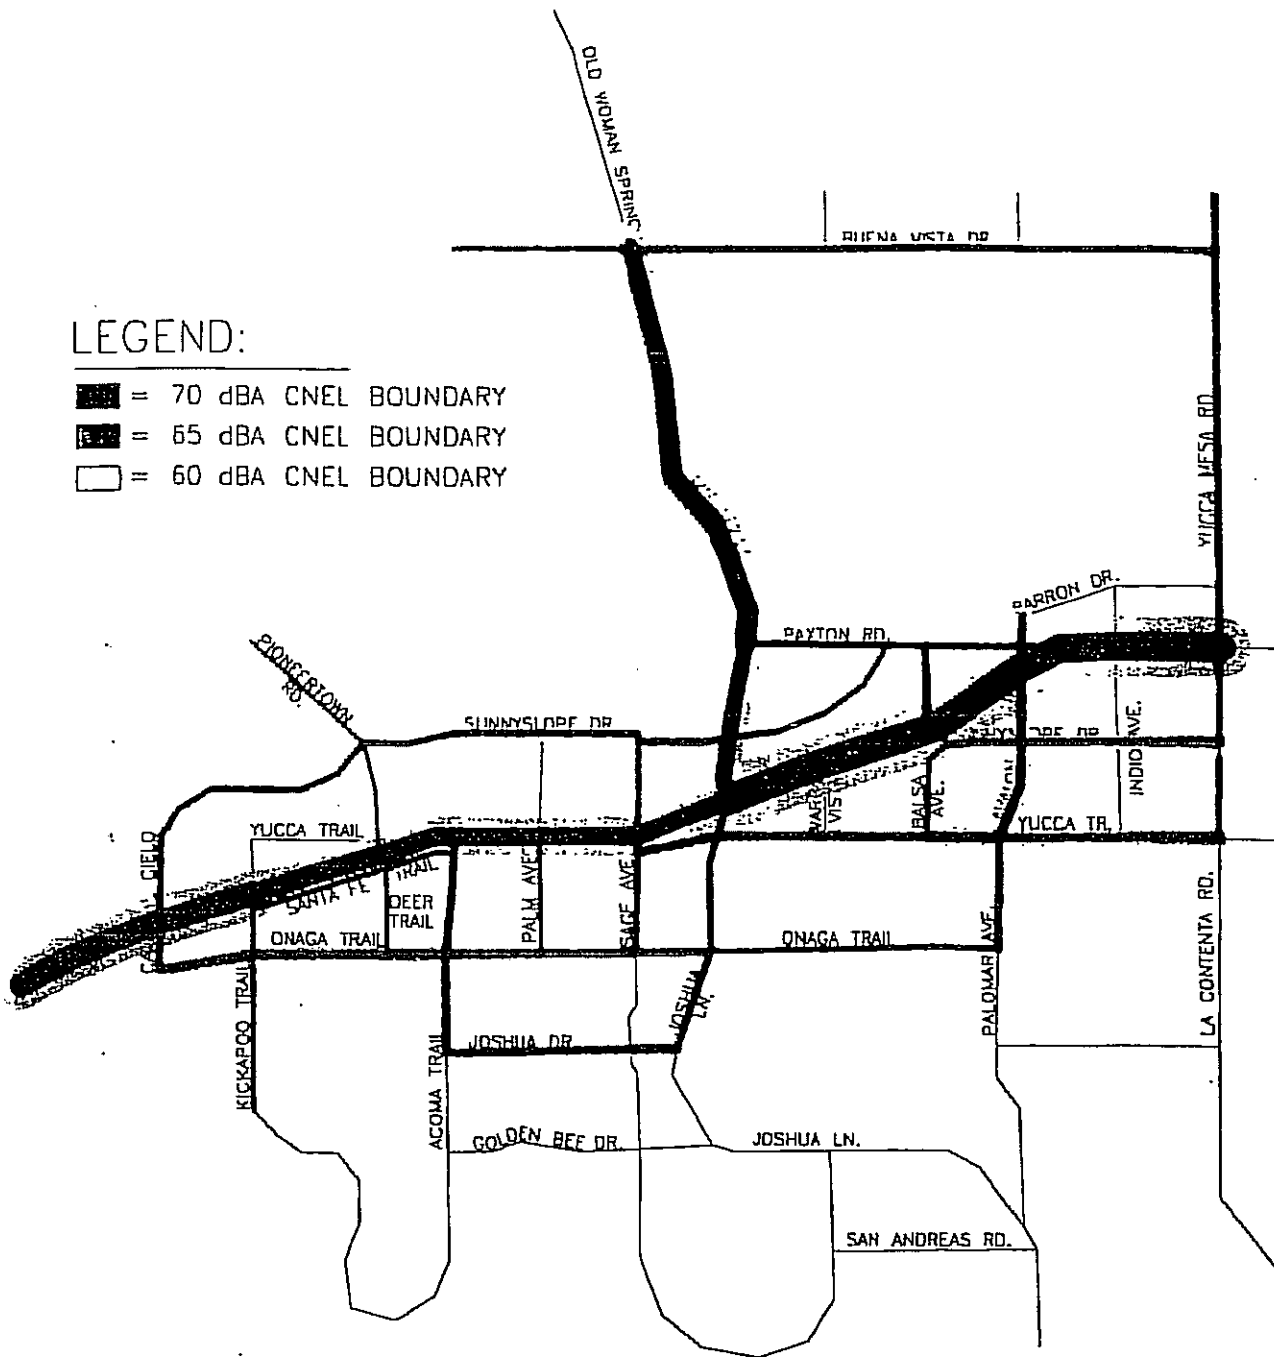 OLD WOMAN SPRING
BUENA VISTA DR
LEGEND:
= 70 dBA CNEL BOUNDARY
= 65 dBA CNEL BOUNDARY
= 60 dBA CNEL BOUNDARY
YUCCA MESA RD.
BARRON DR.
PAXTON RD.
PIONEERTOWN
RD.
SUNNYSLOPE DR
INDIO AVE.
BALSA
AVE.
YUCCA TRAIL
YUCCA TR.
SANTA FE TRAIL
DEER
TRAIL
PALM AVE.
SAGE AVE.
ONAGA TRAIL
ONAGA TRAIL
KICKAPOO TRAIL
JOSHUA
LN.
PALOMAR AVE.
LA CONTENTA RD.
JOSHUA DR
ACOMA TRAIL
GOLDEN BEE DR.
JOSHUA LN.
SAN ANDREAS RD.